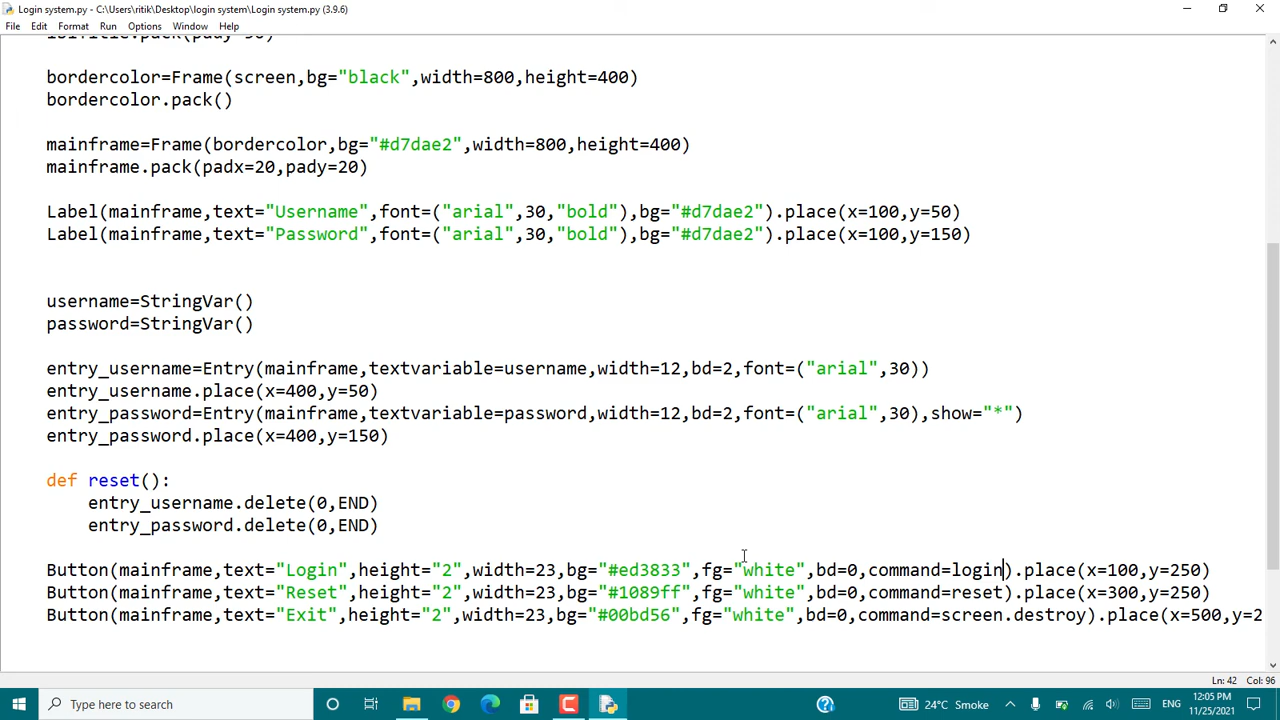 Login system.py - C:\Users\ritik\Desktop\login system\Login system.py (3.9.6)
File Edit Format Run Options Window Help
bordercolor=Frame(screen,bg="black",width=800,height=400)
bordercolor.pack()
mainframe=Frame(bordercolor,bg="#d7dae2",width=800,height=400)
mainframe.pack(padx=20,pady=20)
Label(mainframe,text="Username",font=("arial",30,"bold"),bg="#d7dae2").place(x=100,y=50)
Label(mainframe,text="Password",font=("arial",30,"bold"),bg="#d7dae2").place(x=100,y=150)
username=StringVar()
password=StringVar()
entry_username=Entry(mainframe,textvariable=username,width=12,bd=2,font=("arial",30))
entry_username.place(x=400,y=50)
entry_password=Entry(mainframe,textvariable=password,width=12,bd=2,font=("arial",30),show="*")
entry_password.place(x=400,y=150)
def reset():
    entry_username.delete(0,END)
    entry_password.delete(0,END)
Button(mainframe,text="Login",height="2",width=23,bg="#ed3833",fg="white",bd=0,command=login).place(x=100,y=250)
Button(mainframe,text="Reset",height="2",width=23,bg="#1089ff",fg="white",bd=0,command=reset).place(x=300,y=250)
Button(mainframe,text="Exit",height="2",width=23,bg="#00bd56",fg="white",bd=0,command=screen.destroy).place(x=500,y=2
Ln: 42 Col: 96
Type here to search
24°C Smoke
ENG
12:05 PM
11/25/2021